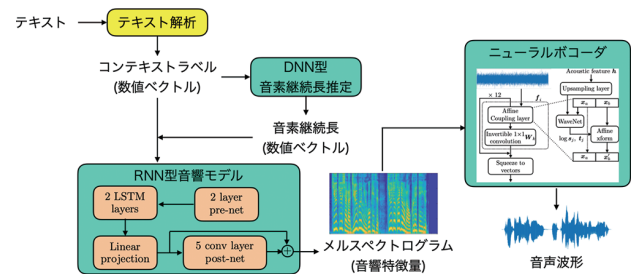 テキスト
テキスト解析
コンテキストラベル
(数値ベクトル)
DNN型
音素継続長推定
音素継続長
(数値ベクトル)
RNN型音響モデル
2 LSTM
layers
2 layer
pre-net
Linear
projection
5 conv layer
post-net
メルスペクトログラム
(音響特徴量)
ニューラルボコーダ
Acoustic feature h
Upsampling layer
× 12
Affine
Coupling layer
WaveNet
Affine
xform
Invertible 1×1
convolution
Squeeze to
vectors
音声波形